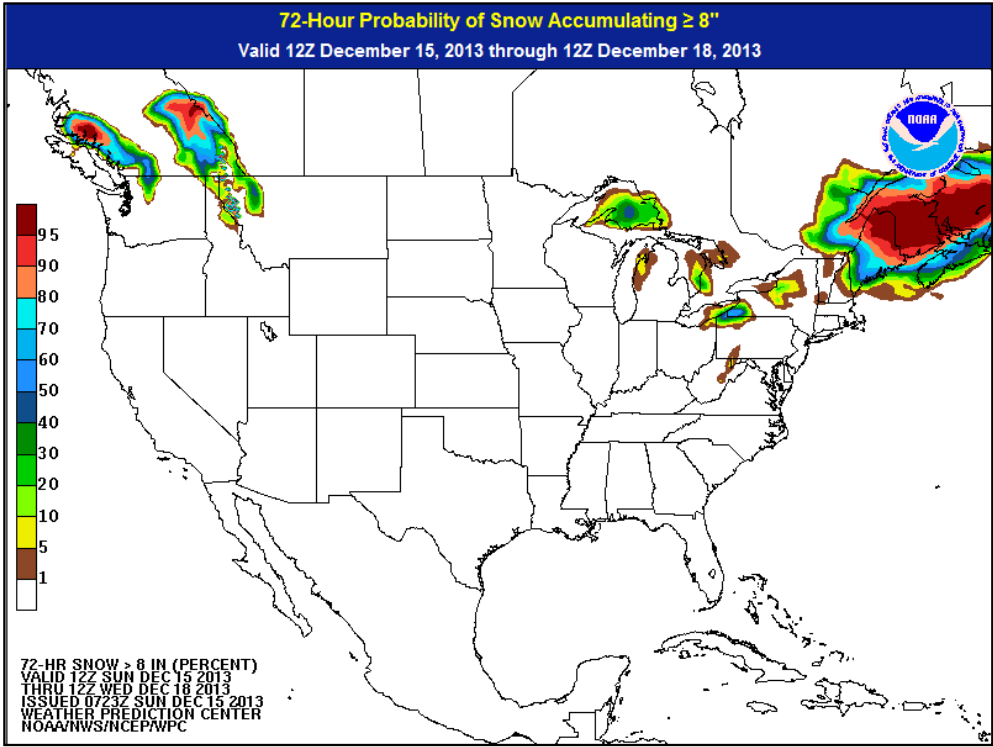 72-Hour Probability of Snow Accumulating ≥ 8"
Valid 12Z December 15, 2013 through 12Z December 18, 2013
NOAA
95
90
80
70
60
50
40
30
20
10
5
1
72-HR SNOW > 8 IN (PERCENT)
VALID 12Z SUN DEC 15 2013
THRU 12Z WED DEC 18 2013
ISSUED 0723Z SUN DEC 15 2013
WEATHER PREDICTION CENTER
NOAA/NWS/NCEP/WPC